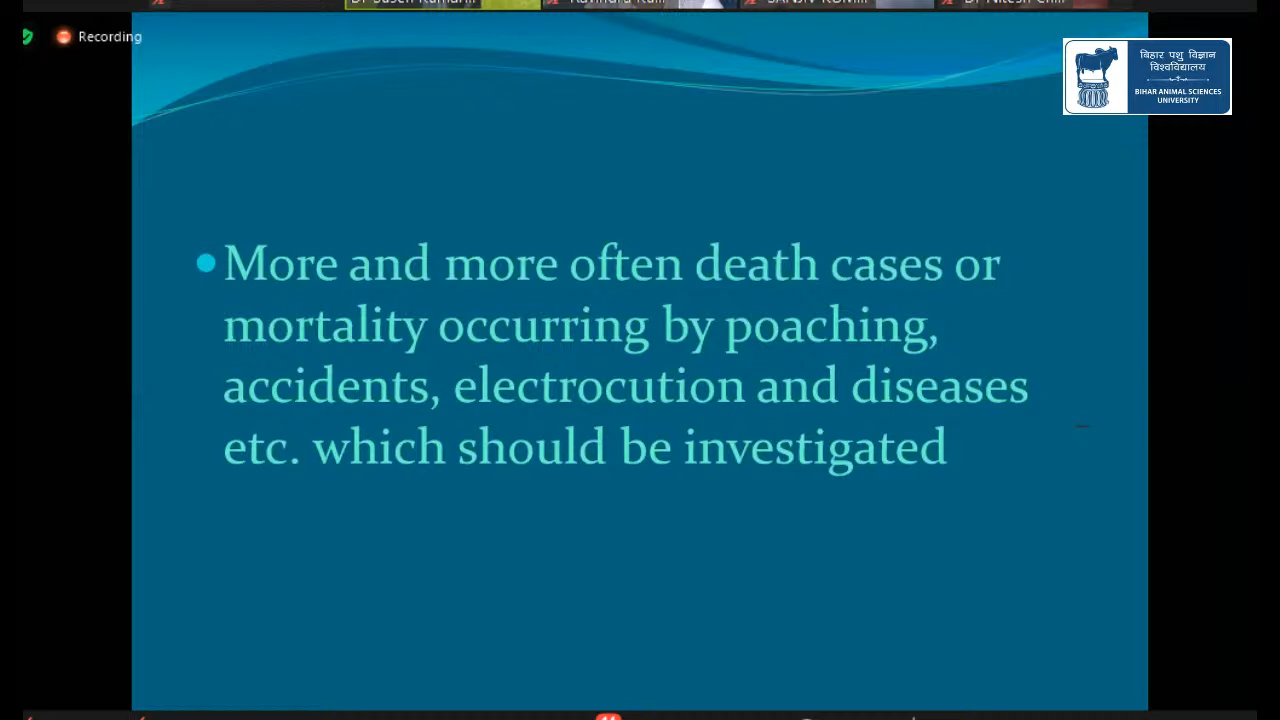 Recording
बिहार पशु विज्ञान
विश्वविद्यालय
BIHAR ANIMAL SCIENCES
UNIVERSITY
•More and more often death cases or
mortality occurring by poaching,
accidents, electrocution and diseases
etc. which should be investigated